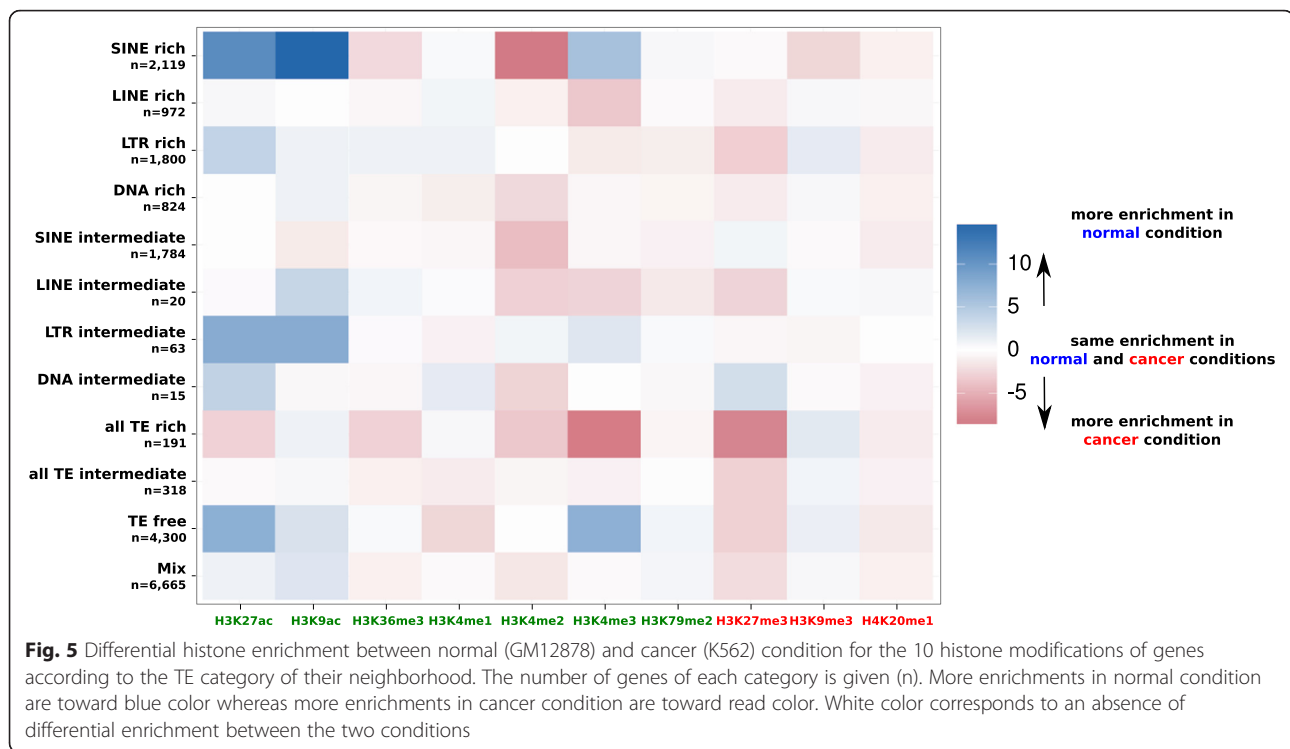 SINE rich
n=2,119
LINE rich
n=972
LTR rich
n=1,800
DNA rich
n=824
SINE intermediate
n=1,784
LINE intermediate
n=20
LTR intermediate
n=63
DNA intermediate
n=15
all TE rich
n=191
all TE intermediate
n=318
TE free
n=4,300
Mix
n=6,665
H3K27ac H3K9ac H3K36me3 H3K4me1 H3K4me2 H3K4me3 H3K79me2 H3K27me3 H3K9me3 H4K20me1
10
5
0
-5
more enrichment in
normal condition
same enrichment in
normal and cancer conditions
more enrichment in
cancer condition
Fig. 5 Differential histone enrichment between normal (GM12878) and cancer (K562) condition for the 10 histone modifications of genes
according to the TE category of their neighborhood. The number of genes of each category is given (n). More enrichments in normal condition
are toward blue color whereas more enrichments in cancer condition are toward read color. White color corresponds to an absence of
differential enrichment between the two conditions